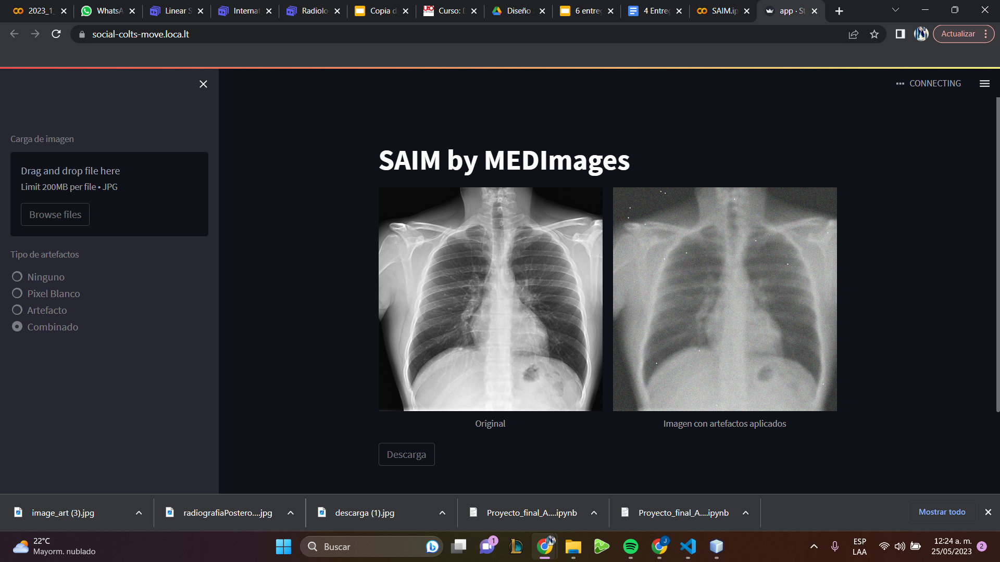 2023_1_
WhatsA
Linear S
Internat
Radiolo
Copia d
UAO
Curso: D
Diseño
6 entre
4 Entre
SAIM.ip
app · St
social-colts-move.loca.lt
Actualizar
CONNECTING
Carga de imagen
Drag and drop file here
Limit 200MB per file • JPG
Browse files
Tipo de artefactos
Ninguno
Pixel Blanco
Artefacto
Combinado
SAIM by MEDImages
Original
Imagen con artefactos aplicados
Descarga
image_art (3).jpg
radiografiaPostero....jpg
descarga (1).jpg
Proyecto_final_A....ipynb
Proyecto_final_A....ipynb
Mostrar todo
22°C
Mayorm. nublado
Buscar
1
J
ESP
LAA
12:24 a. m.
25/05/2023
2